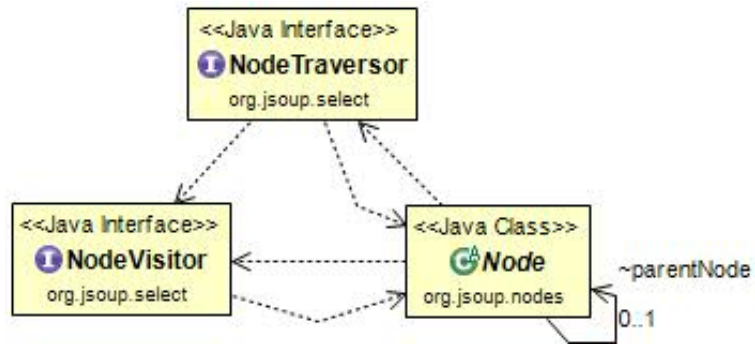 <<Java Interface>>
NodeTraversor
org.jsoup.select
<<Java Interface>>
NodeVisitor
org.jsoup.select
<<Java Class>>
Node
org.jsoup.nodes
~parentNode
0..1